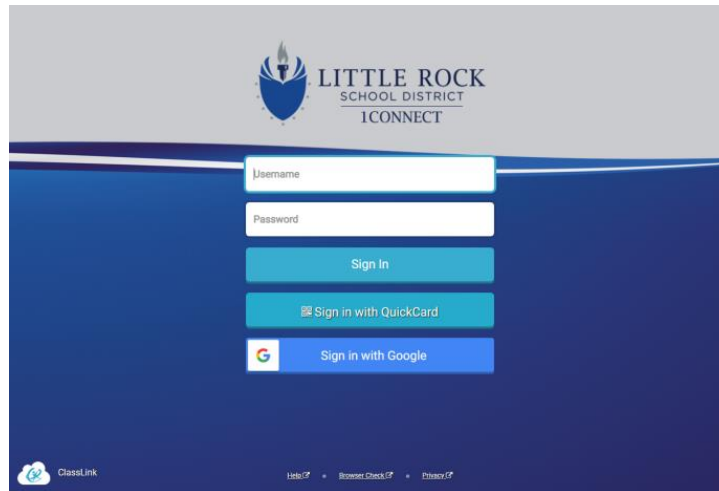 LITTLE ROCK
SCHOOL DISTRICT
1CONNECT
Username
Password
Sign In
Sign in with QuickCard
G Sign in with Google
ClassLink
Help Browser Check Privacy